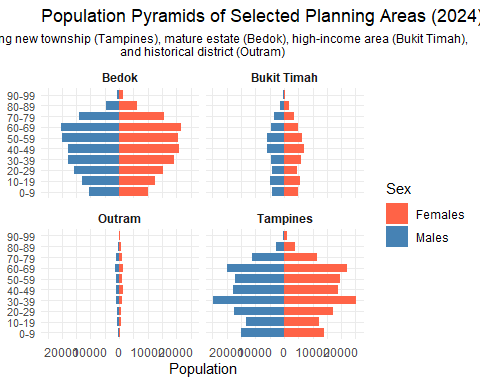 Population Pyramids of Selected Planning Areas (2024)
new township (Tampines), mature estate (Bedok), high-income area (Bukit Timah),
and historical district (Outram)
Bedok
Bukit Timah
90-99
80-89
70-79
60-69
50-59
40-49
30-39
20-29
10-19
0-9
Outram
Tampines
90-99
80-89
70-79
60-69
50-59
40-49
30-39
20-29
10-19
0-9
20000 10000 0 10000 20000
20000 10000 0 10000 20000
Population
Sex
Females
Males